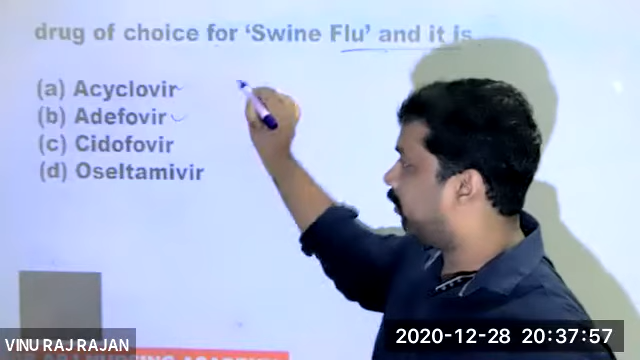 drug of choice for 'Swine Flu' and it is
(a) Acyclovir
(b) Adefovir
(c) Cidofovir
(d) Oseltamivir
VINU RAJ RAJAN
2020-12-28 20:37:57